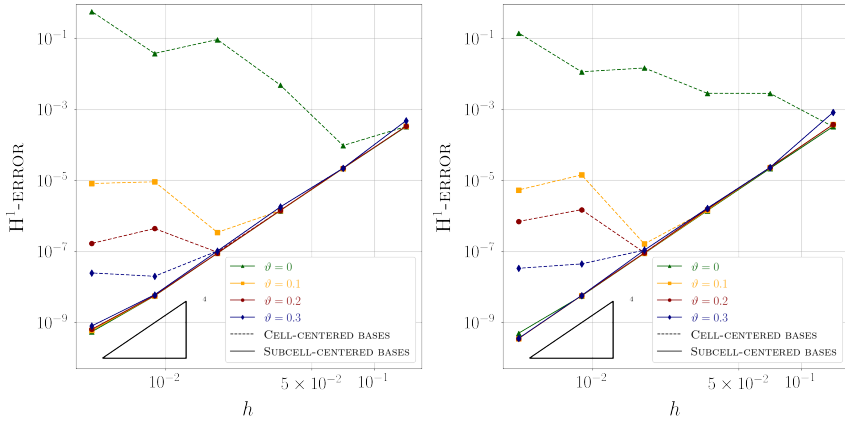 10⁻¹
10⁻³
10⁻⁵
10⁻⁷
10⁻⁹
H¹-ERROR
4
ϑ = 0
ϑ = 0.1
ϑ = 0.2
ϑ = 0.3
CELL-CENTERED BASES
SUBCELL-CENTERED BASES
10⁻²
5 × 10⁻²
10⁻¹
h
10⁻¹
10⁻³
10⁻⁵
10⁻⁷
10⁻⁹
H¹-ERROR
4
ϑ = 0
ϑ = 0.1
ϑ = 0.2
ϑ = 0.3
CELL-CENTERED BASES
SUBCELL-CENTERED BASES
10⁻²
5 × 10⁻²
10⁻¹
h